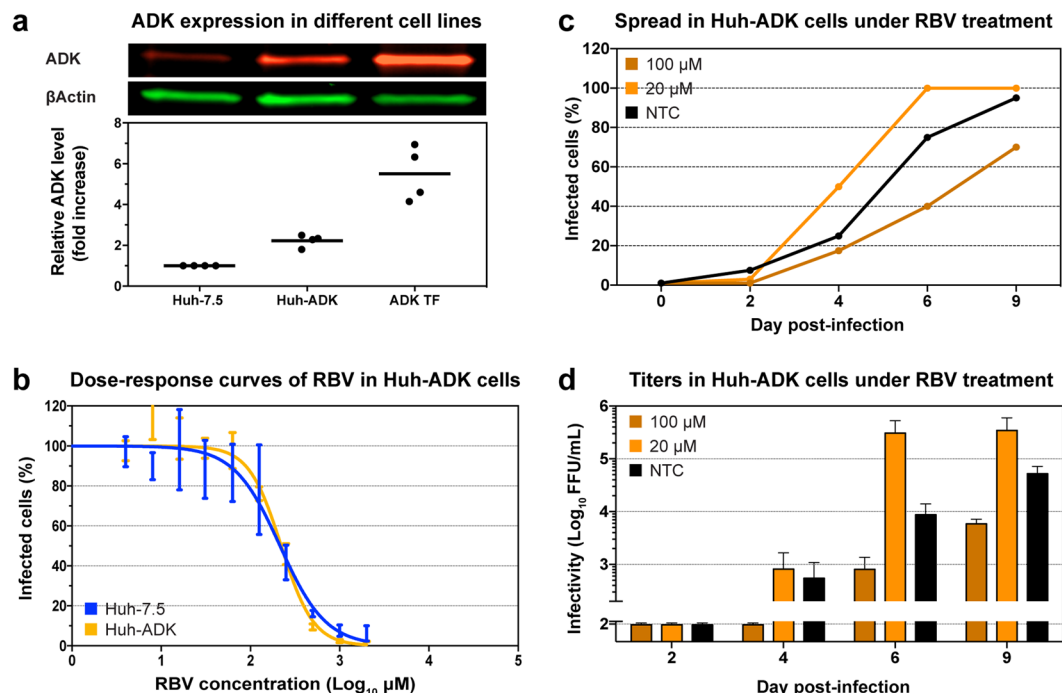 a
ADK expression in different cell lines
ADK
βActin
Relative ADK level
(fold increase)
8
6
4
2
0
Huh-7.5
Huh-ADK
ADK TF
b
Dose-response curves of RBV in Huh-ADK cells
Infected cells (%)
120
100
80
60
40
20
0
Huh-7.5
Huh-ADK
0
1
2
3
4
5
RBV concentration (Log10 µM)
c
Spread in Huh-ADK cells under RBV treatment
Infected cells (%)
120
100
80
60
40
20
0
100 µM
20 µM
NTC
0
2
4
6
9
Day post-infection
d
Titers in Huh-ADK cells under RBV treatment
Infectivity (Log10 FFU/mL)
6
5
4
3
2
100 µM
20 µM
NTC
2
4
6
9
Day post-infection